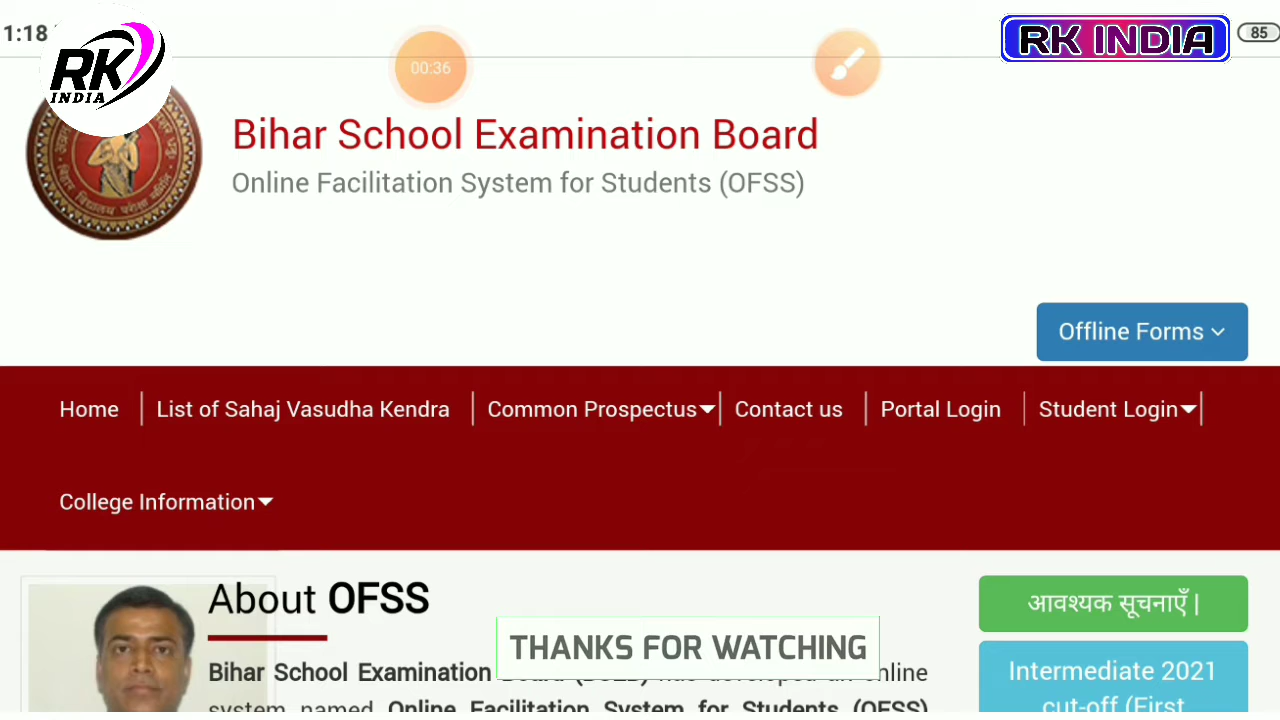 1:18
RK
INDIA
00:36
RK INDIA
85
Bihar School Examination Board
Online Facilitation System for Students (OFSS)
Offline Forms
Home
List of Sahaj Vasudha Kendra
Common Prospectus
Contact us
Portal Login
Student Login
College Information
About OFSS
आवश्यक सूचनाएँ |
THANKS FOR WATCHING
Bihar School Examination online
system named Online Facilitation System for Students (OFSS)
Intermediate 2021
cut-off (First